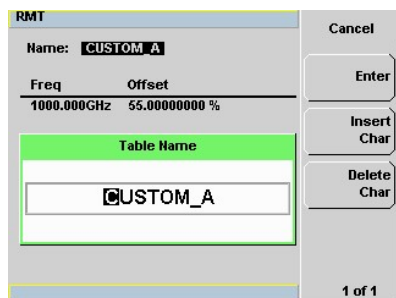 RMT
Name: CUSTOM_A
Freq Offset
1000.000GHz 55.00000000 %
Table Name
CUSTOM_A
Cancel
Enter
Insert
Char
Delete
Char
1 of 1